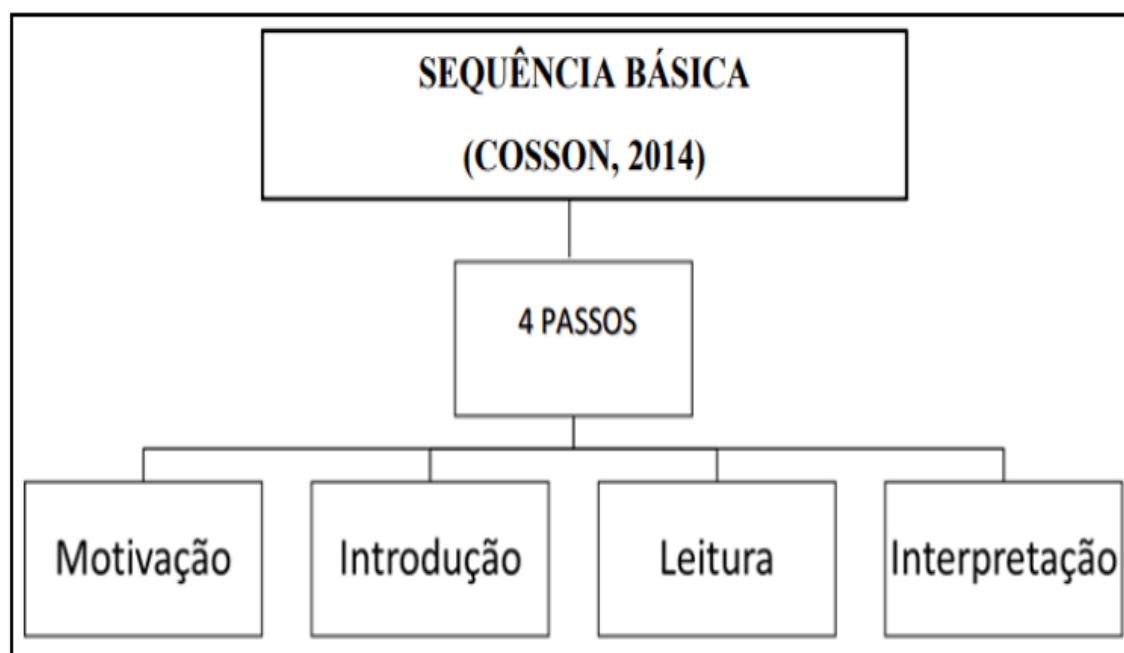 SEQUÊNCIA BÁSICA
(COSSON, 2014)
4 PASSOS
Motivação
Introdução
Leitura
Interpretação